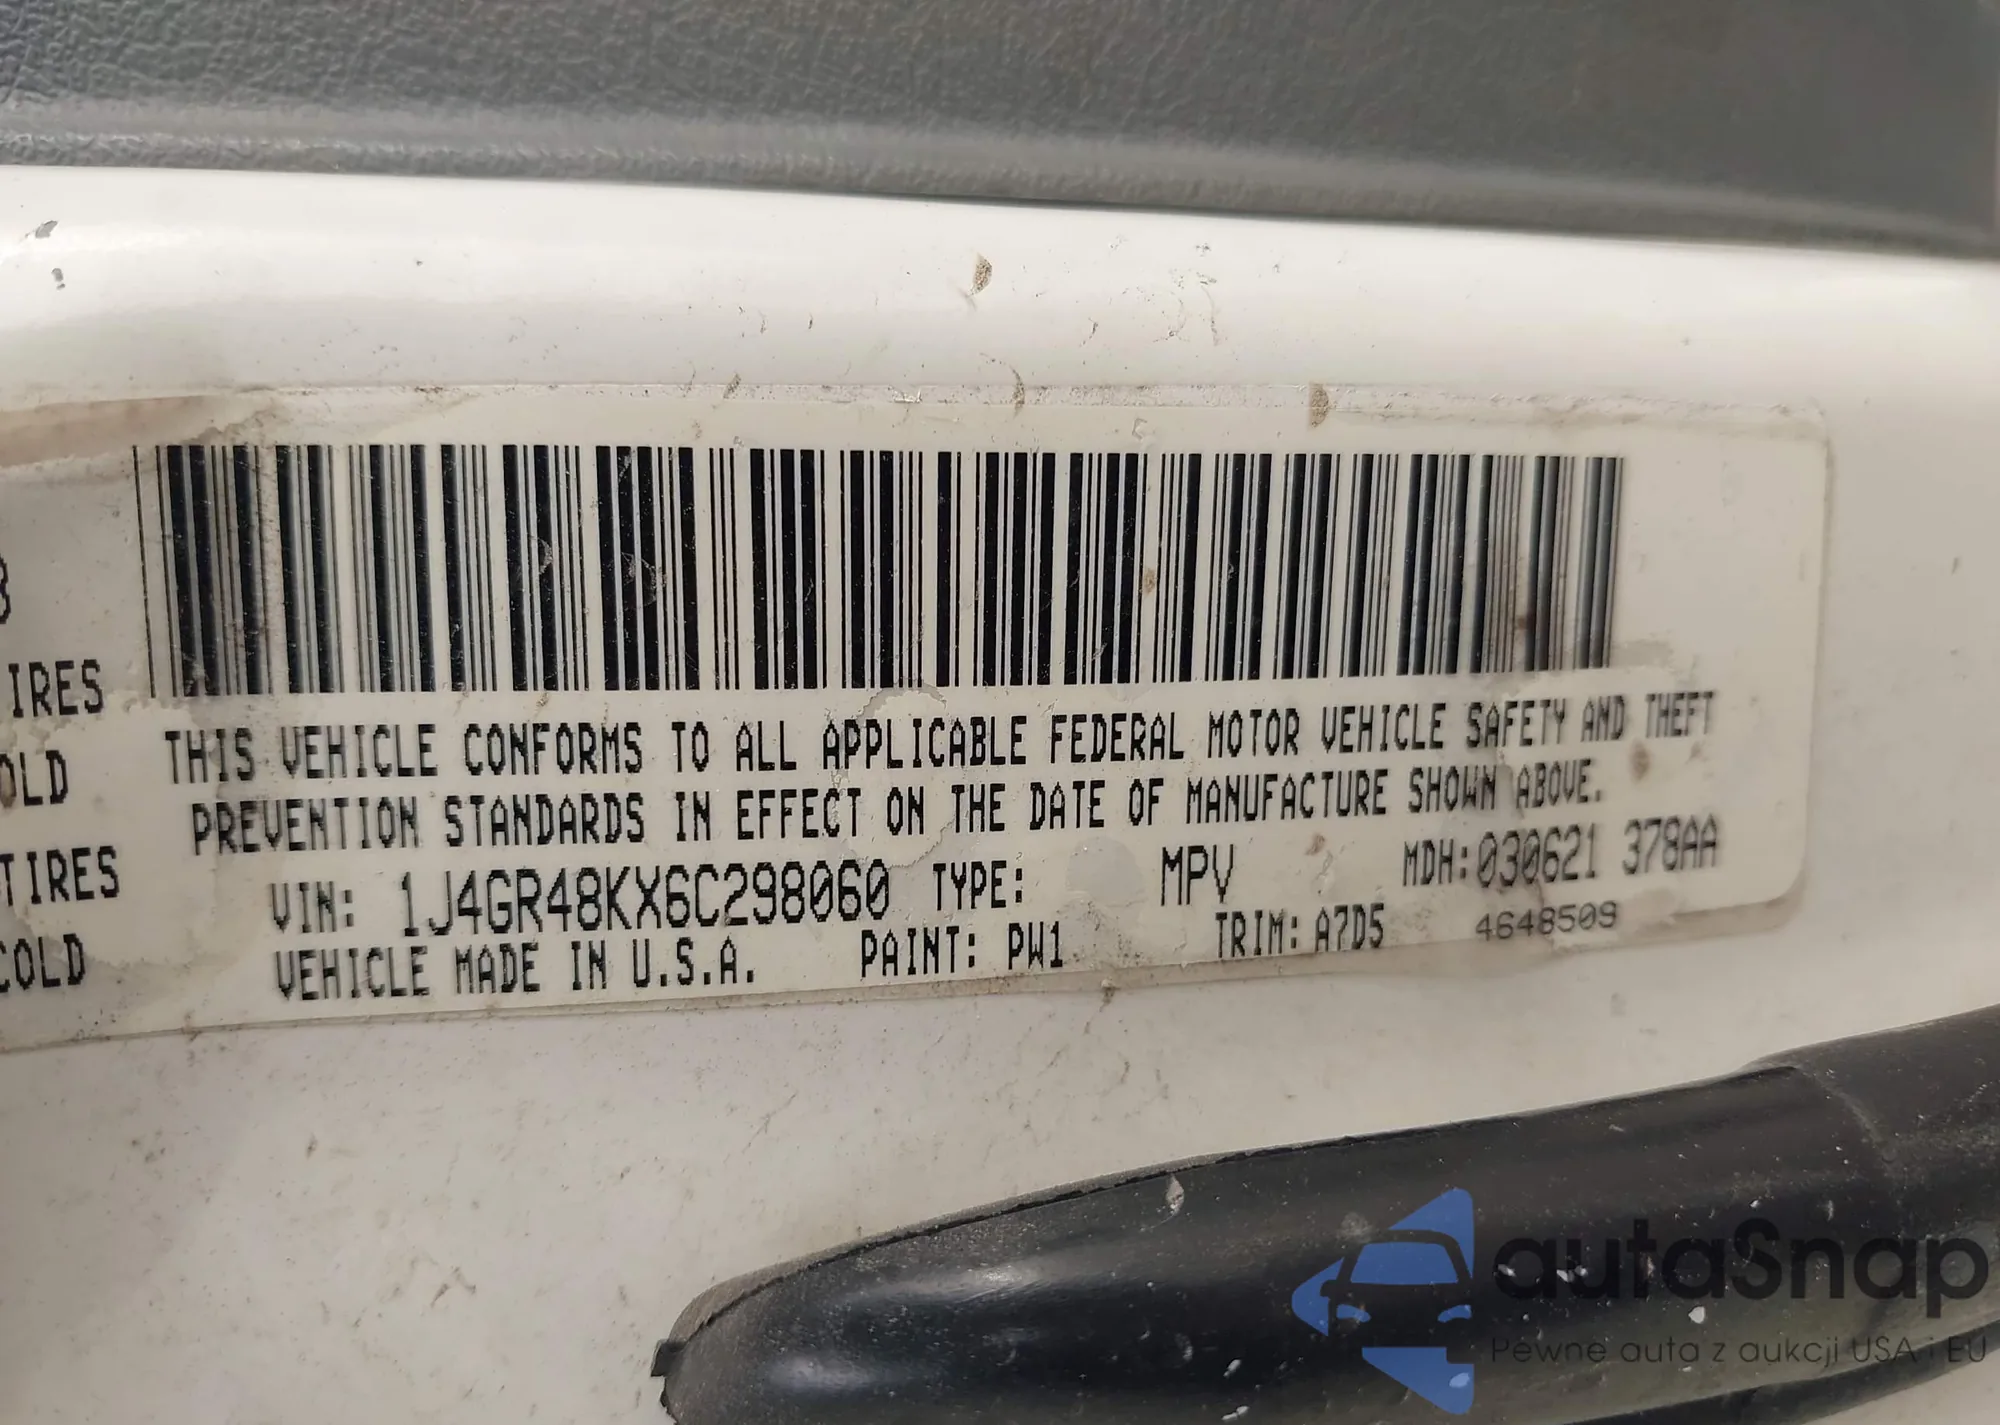 8
IRES
OLD
TIRES
COLD
THIS VEHICLE CONFORMS TO ALL APPLICABLE FEDERAL MOTOR VEHICLE SAFETY AND THEFT
PREVENTION STANDARDS IN EFFECT ON THE DATE OF MANUFACTURE SHOWN ABOVE.
VIN: 1J4GR48KX6C298060 TYPE: MPV MDH:030621 378AA
VEHICLE MADE IN U.S.A. PAINT: PW1 TRIM: A7D5 4648509
autaSnap
Pewne auta z aukcji USA i EU